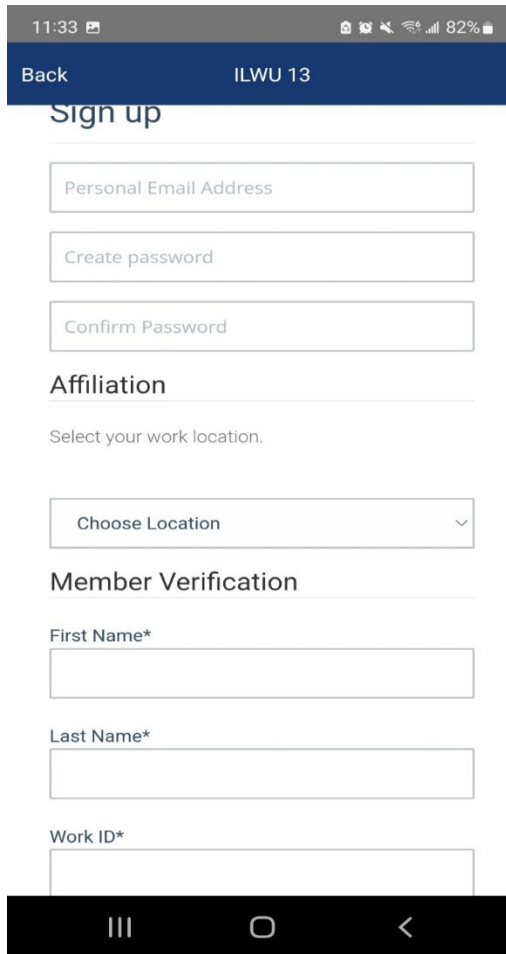 11:33 82%
Back ILWU 13
Sign up
Personal Email Address
Create password
Confirm Password
Affiliation
Select your work location.
Choose Location
Member Verification
First Name*
Last Name*
Work ID*